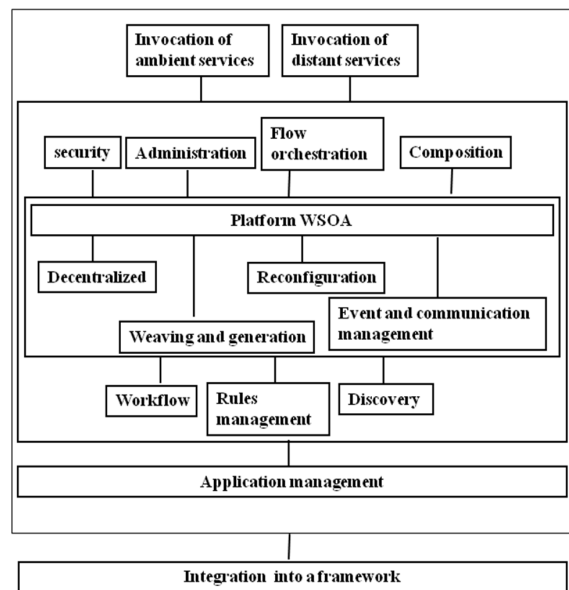 Invocation of
ambient services
Invocation of
distant services
security
Administration
Flow
orchestration
Composition
Platform WSOA
Decentralized
Reconfiguration
Weaving and generation
Event and communication
management
Workflow
Rules
management
Discovery
Application management
Integration into a framework